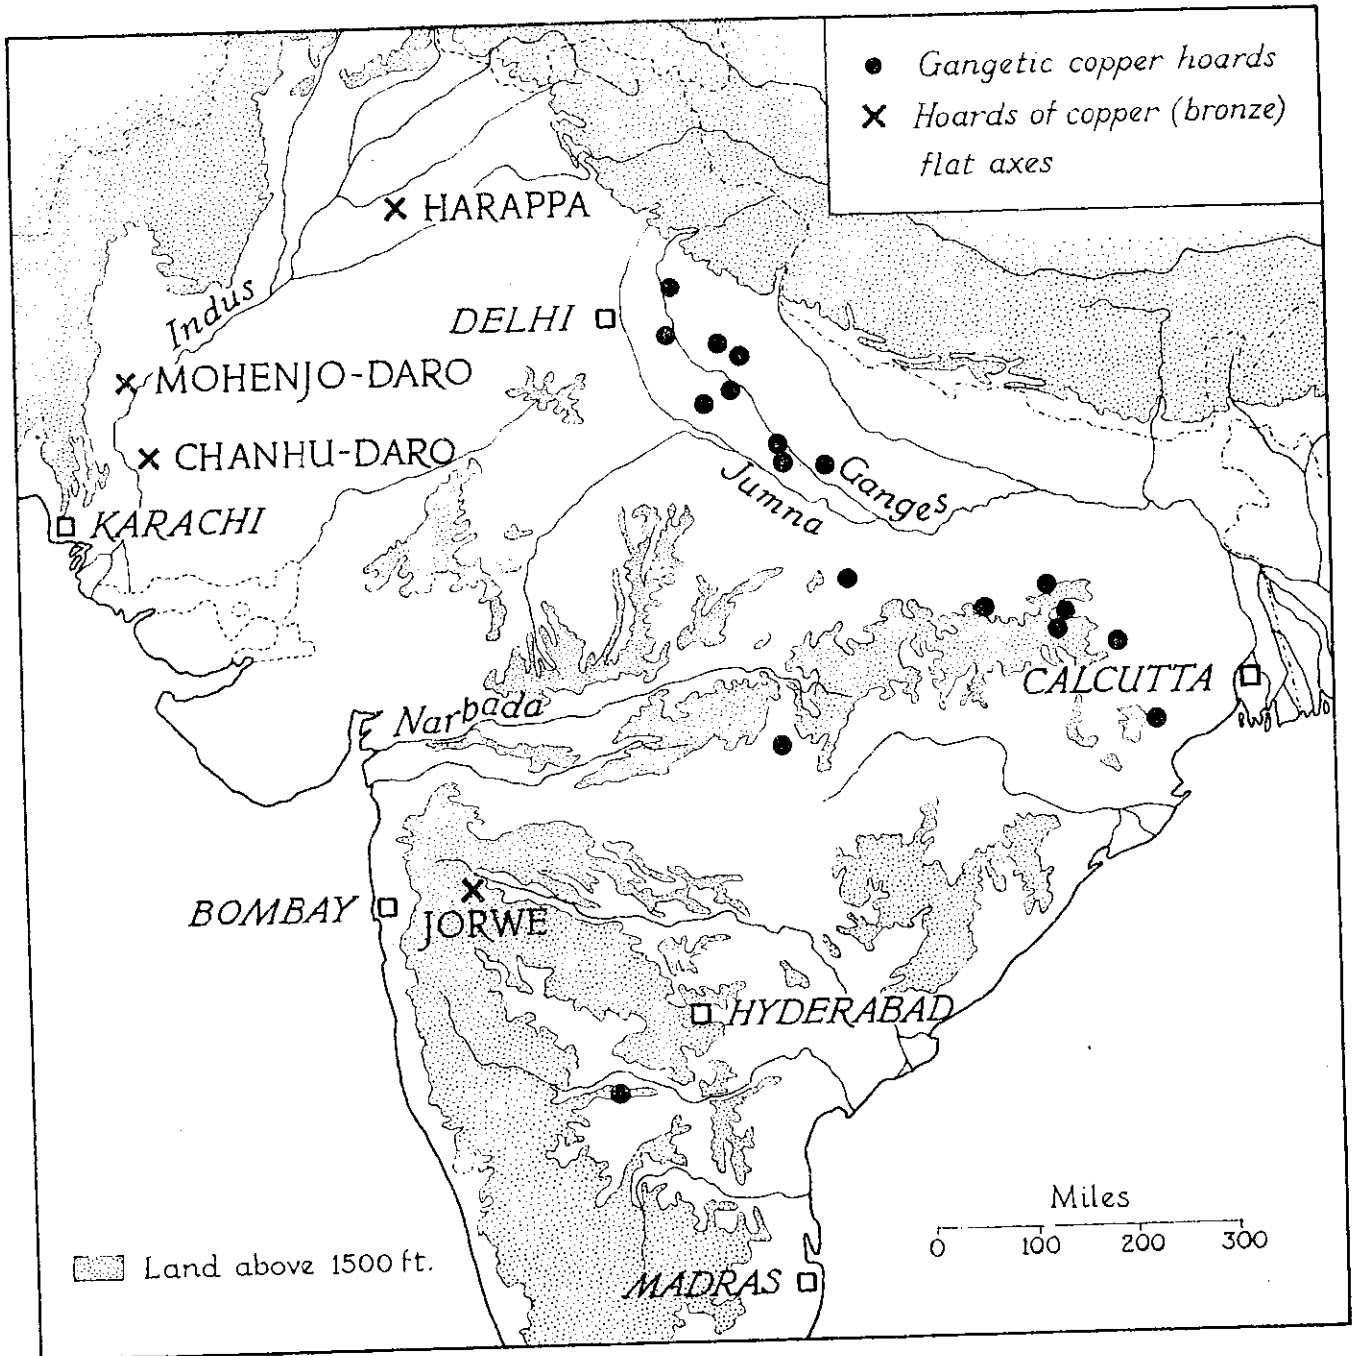 Gangetic copper hoards
Hoards of copper (bronze)
flat axes
HARAPPA
Indus
DELHI
MOHENJO-DARO
CHANHU-DARO
KARACHI
Jumna
Ganges
CALCUTTA
Narbada
BOMBAY
JORWE
HYDERABAD
Miles
0 100 200 300
Land above 1500 ft.
MADRAS